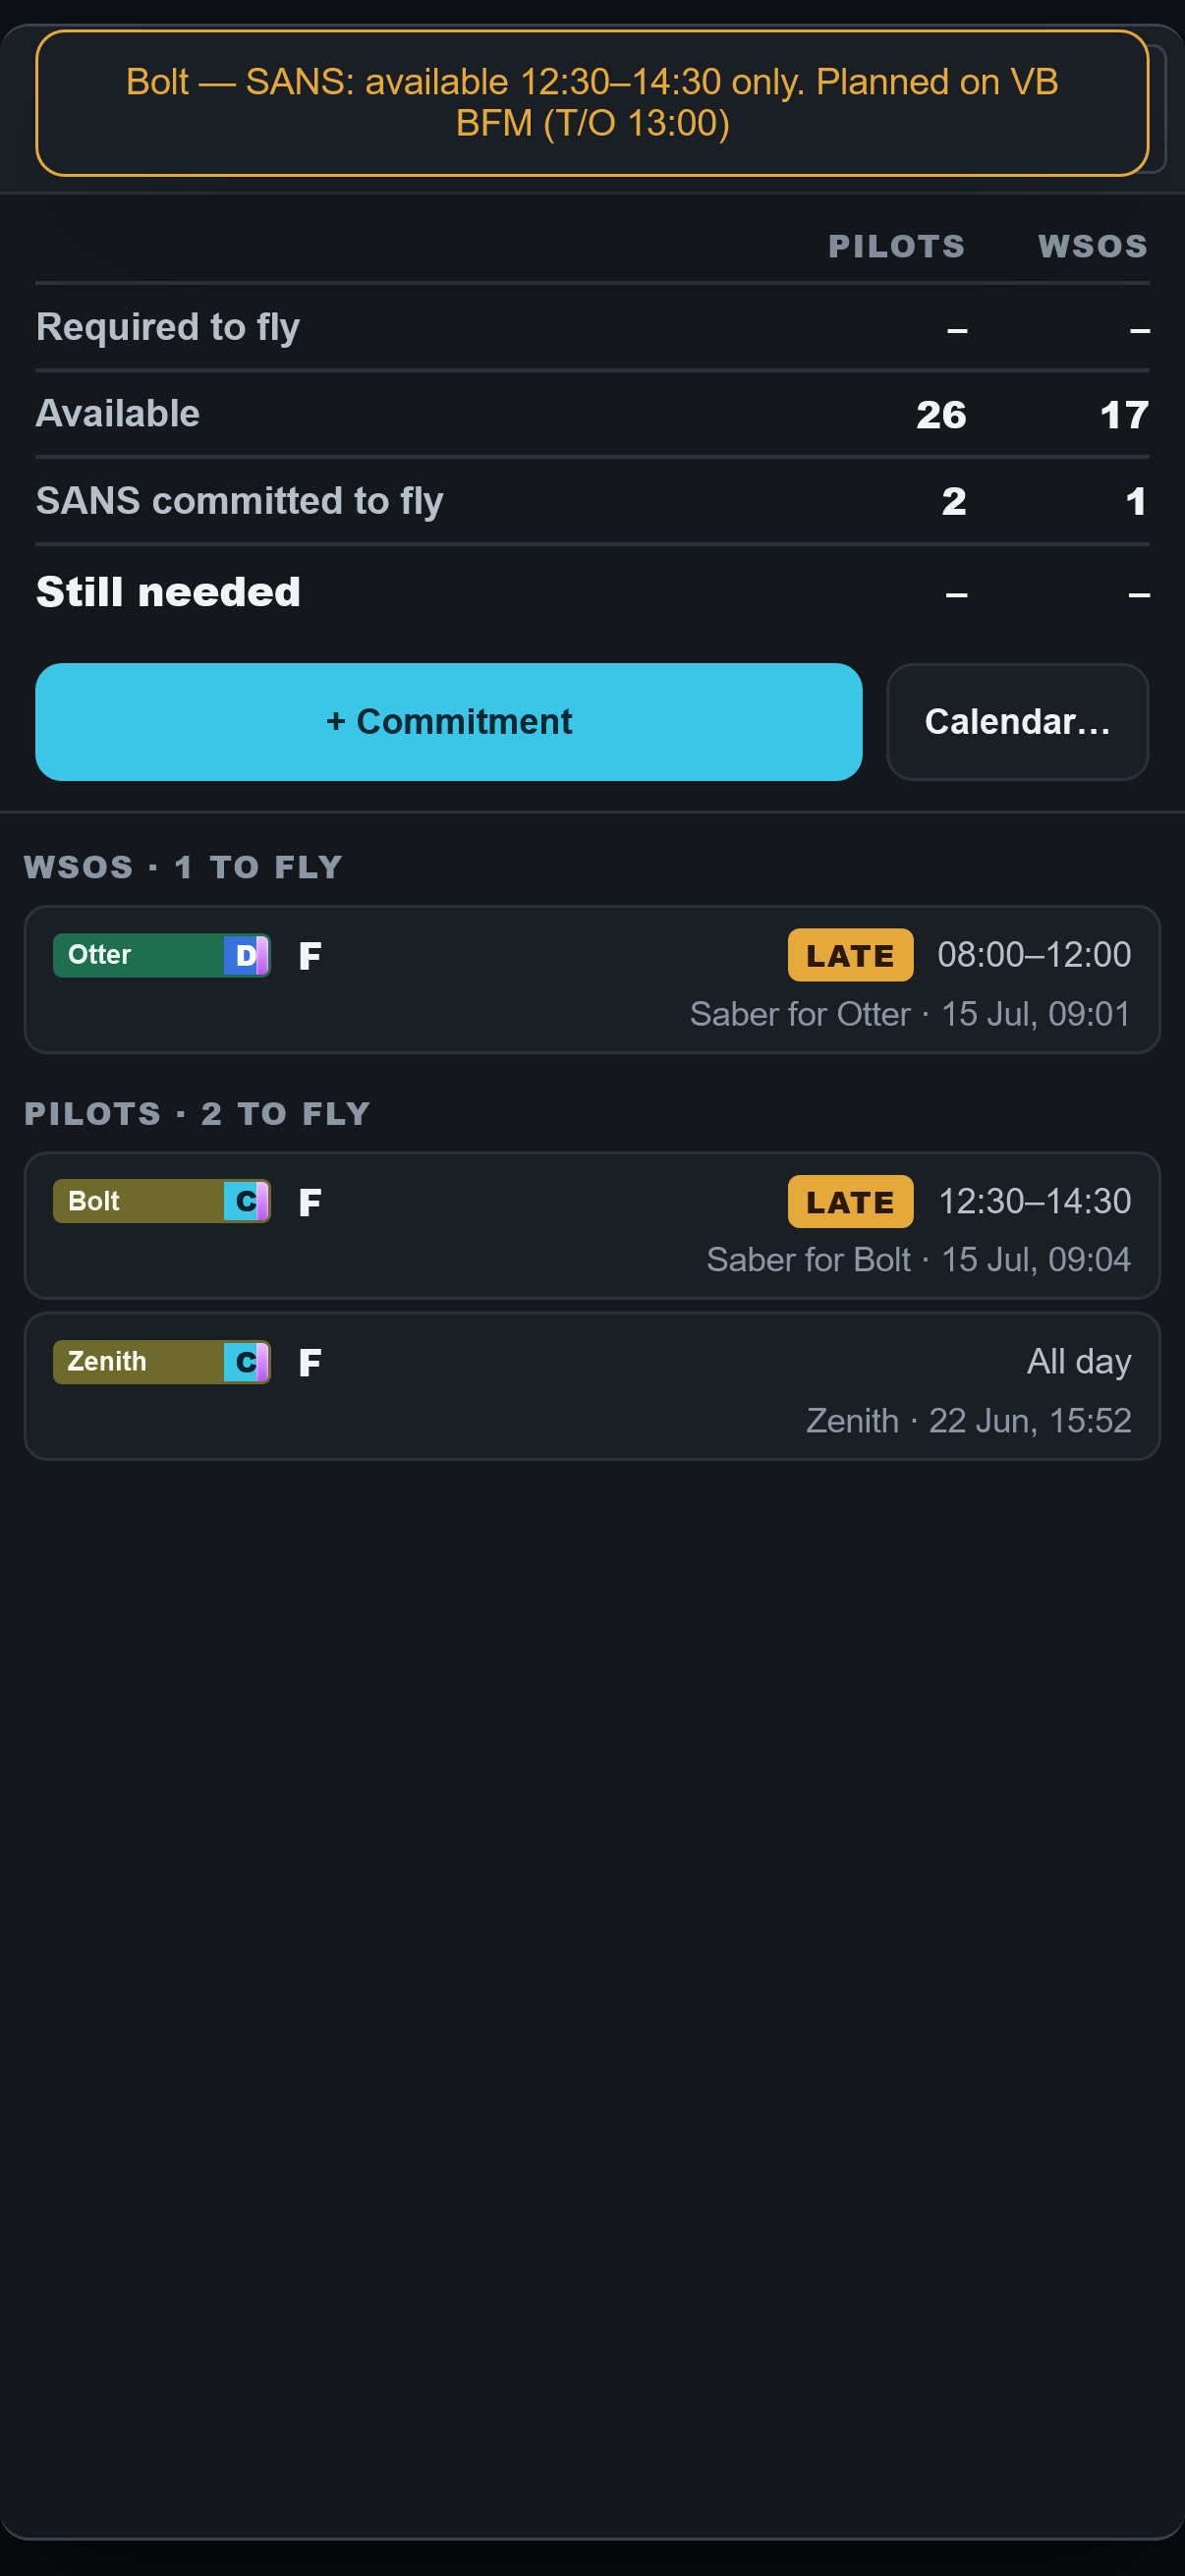 Bolt — SANS: available 12:30–14:30 only. Planned on VB
BFM (T/O 13:00)
PILOTS WSOS
Required to fly – –
Available 26 17
SANS committed to fly 2 1
Still needed – –
+ Commitment Calendar…
WSOS · 1 TO FLY
Otter D F LATE 08:00–12:00
Saber for Otter · 15 Jul, 09:01
PILOTS · 2 TO FLY
Bolt C F LATE 12:30–14:30
Saber for Bolt · 15 Jul, 09:04
Zenith C F All day
Zenith · 22 Jun, 15:52